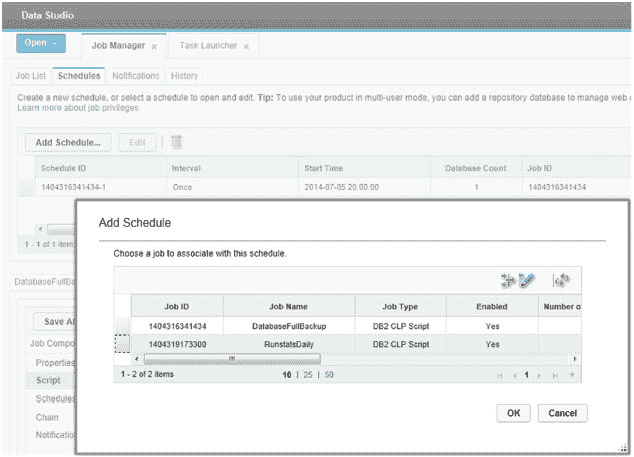 Data Studio
Open
Job Manager
Task Launcher
Job List Schedules Notifications History
Create a new schedule, or select a schedule to open and edit. Tip: To use your product in multi-user mode, you can add a repository database to manage web
Learn more about job privileges.
Add Schedule... Edit
Schedule ID Interval Start Time Database Count Job ID
1404316341434-1 Once 2014-07-05 20:00:00 1 1404316341434
1 - 1 of 1 item
Add Schedule
Choose a job to associate with this schedule.
DatabaseFullBa
Job ID Job Name Job Type Enabled Number o
Save Al
1404316341434 DatabaseFullBackup DB2 CLP Script Yes
Job Compo
1404319173300 RunstatsDaily DB2 CLP Script Yes
Properties
1 - 2 of 2 items 10 | 25 | 50 1
Script
Schedules
Chain
OK Cancel
Notificatio